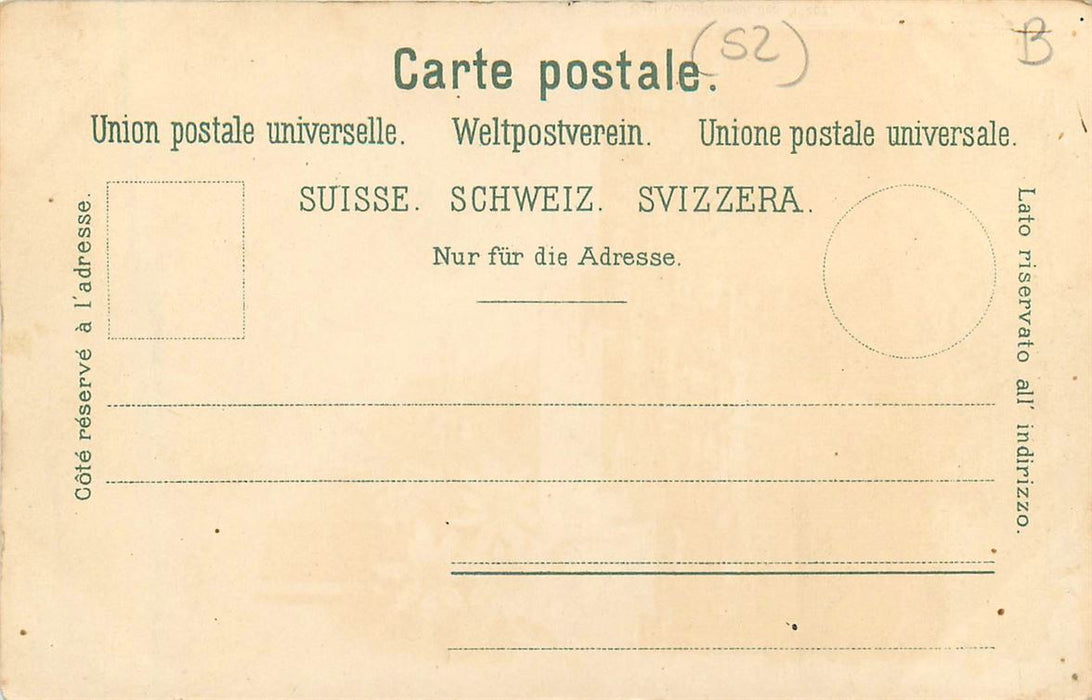 Carte postale.
(S2)
B
Union postale universelle. Weltpostverein. Unione postale universale.
SUISSE. SCHWEIZ. SVIZZERA.
Nur für die Adresse.
Côté réservé à l'adresse.
Lato riservato all' indirizzo.